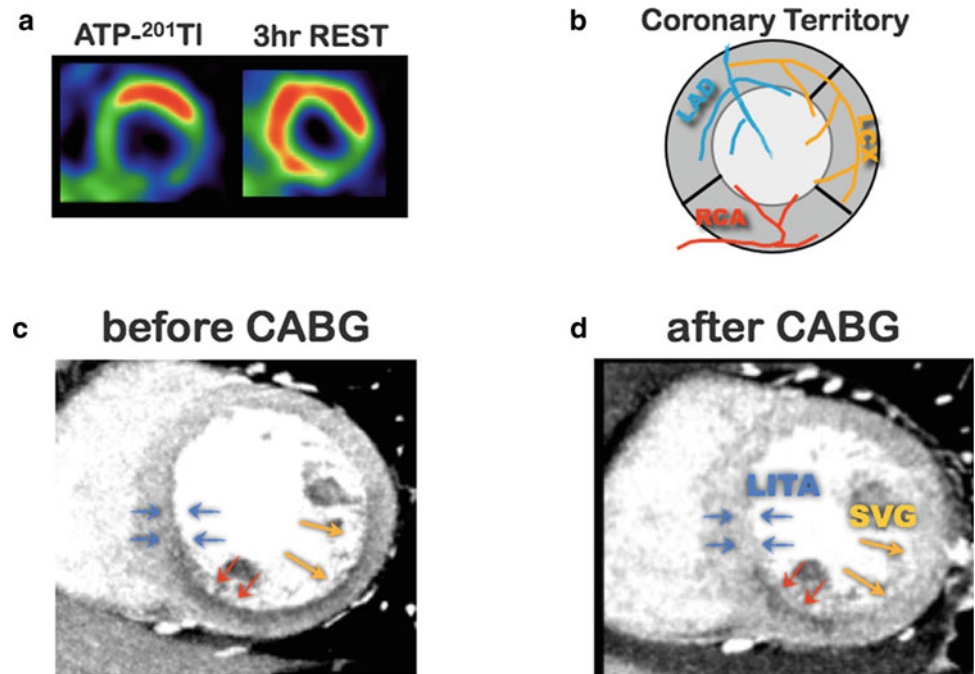 a
ATP-²⁰¹Tl 3hr REST
b
Coronary Territory
LAD
LCX
RCA
c
before CABG
d
after CABG
LITA
SVG